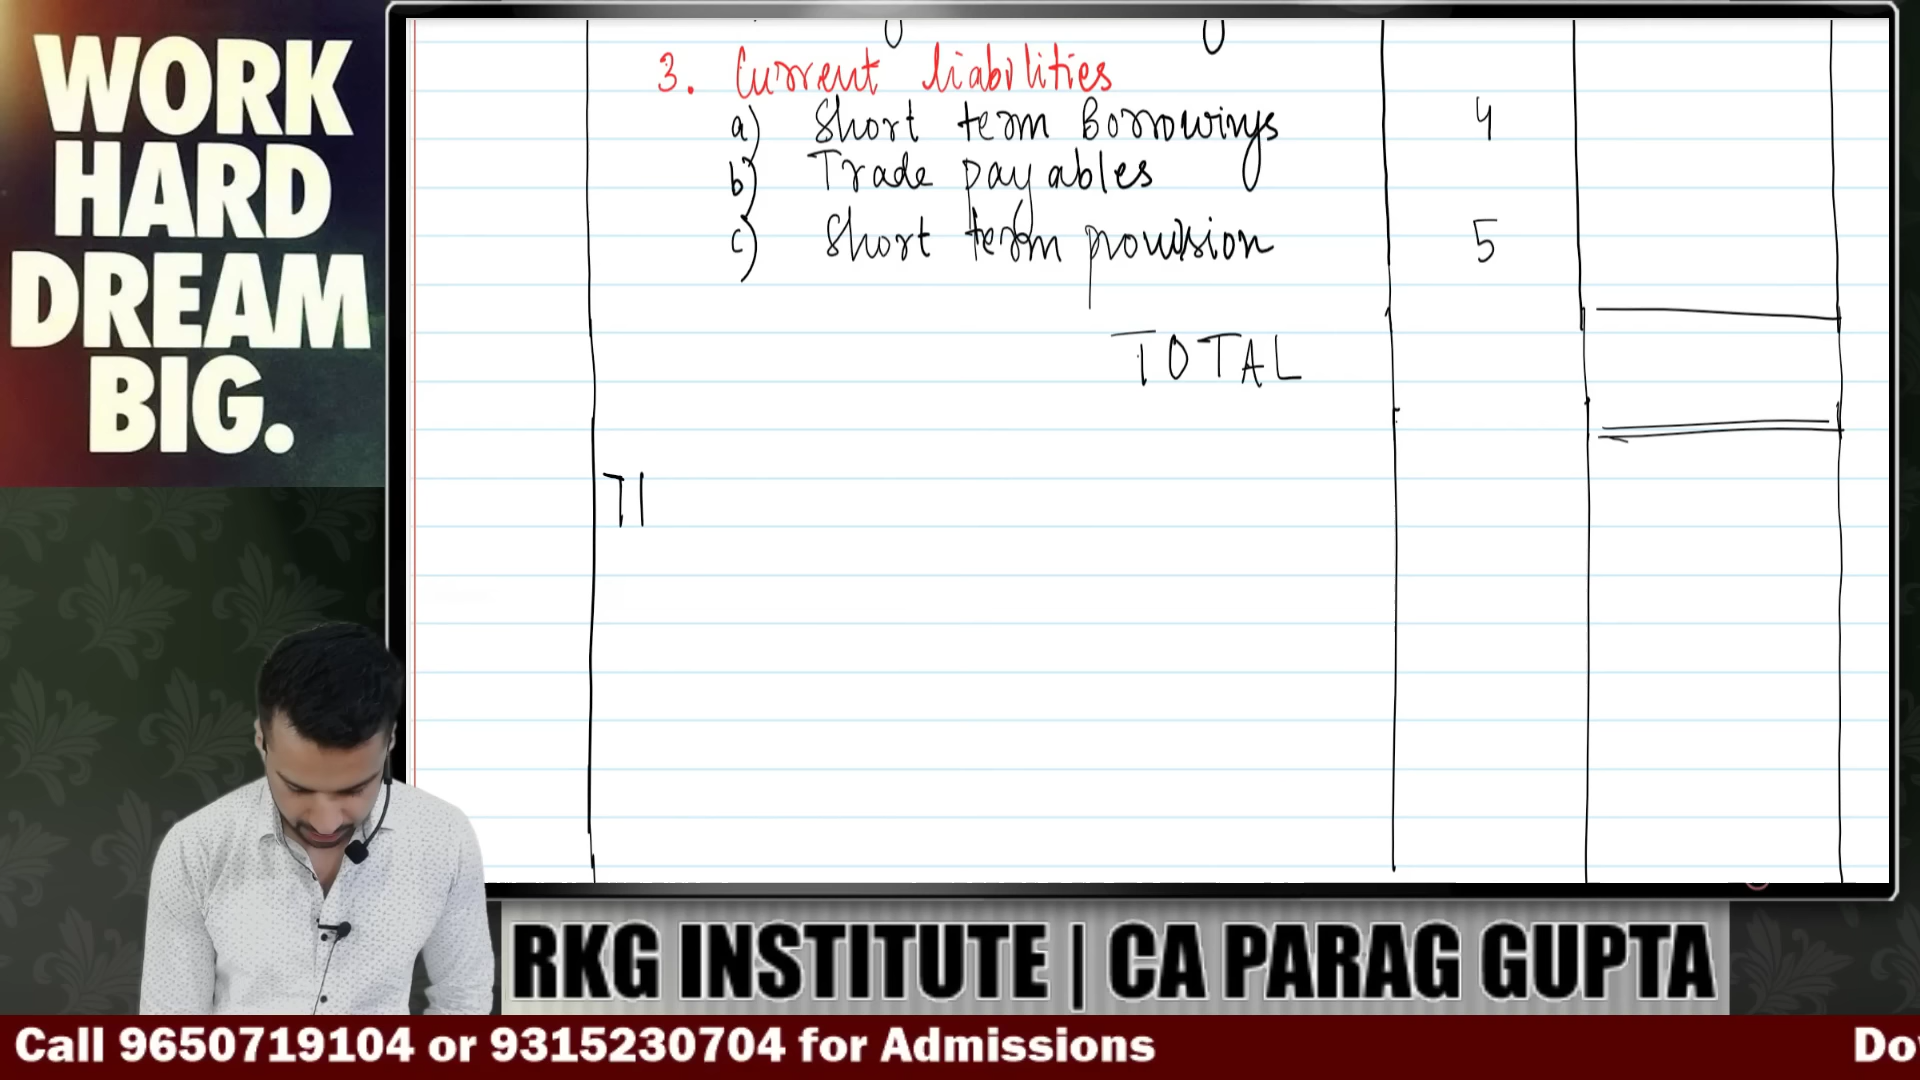 WORK
HARD
DREAM
BIG.
3. Current liabilities
a) Short term Borrowings 4
b) Trade payables
c) Short term provision 5
TOTAL
RKG INSTITUTE | CA PARAG GUPTA
Call 9650719104 or 9315230704 for Admissions